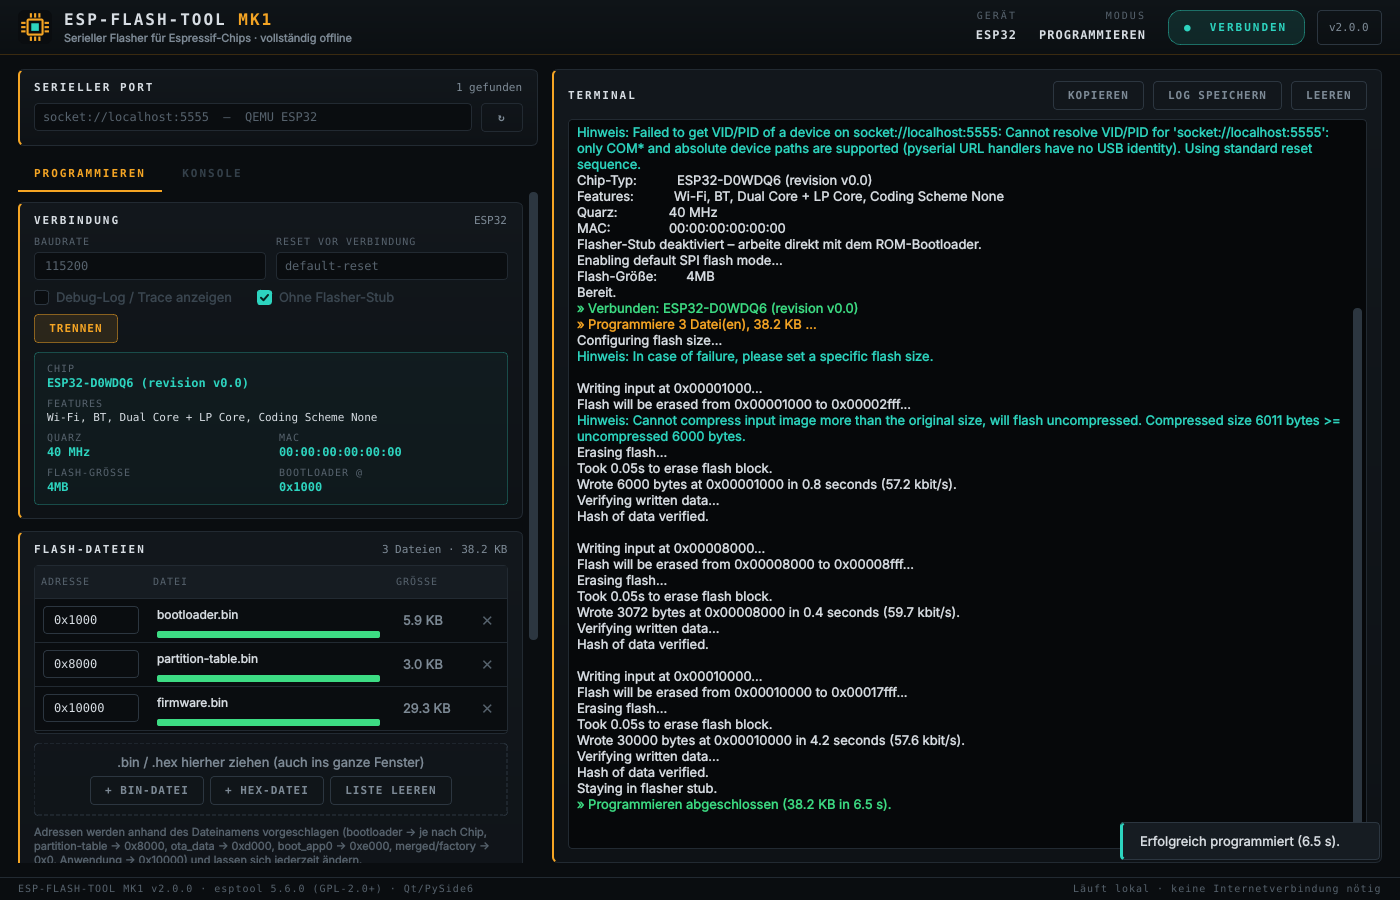 ESP-FLASH-TOOL MK1
Serieller Flasher für Espressif-Chips · vollständig offline
GERÄT
ESP32
MODUS
PROGRAMMIEREN
● VERBUNDEN
v2.0.0
SERIELLER PORT
1 gefunden
socket://localhost:5555 — QEMU ESP32
↻
PROGRAMMIEREN
KONSOLE
VERBINDUNG
ESP32
BAUDRATE
RESET VOR VERBINDUNG
115200
default-reset
Debug-Log / Trace anzeigen
Ohne Flasher-Stub
TRENNEN
CHIP
ESP32-D0WDQ6 (revision v0.0)
FEATURES
Wi-Fi, BT, Dual Core + LP Core, Coding Scheme None
QUARZ
MAC
40 MHz
00:00:00:00:00:00
FLASH-GRÖSSE
BOOTLOADER @
4MB
0x1000
FLASH-DATEIEN
3 Dateien · 38.2 KB
ADRESSE DATEI GRÖSSE
0x1000 bootloader.bin 5.9 KB ✕
0x8000 partition-table.bin 3.0 KB ✕
0x10000 firmware.bin 29.3 KB ✕
.bin / .hex hierher ziehen (auch ins ganze Fenster)
+ BIN-DATEI
+ HEX-DATEI
LISTE LEEREN
Adressen werden anhand des Dateinamens vorgeschlagen (bootloader → je nach Chip,
partition-table → 0x8000, ota_data → 0xd000, boot_app0 → 0xe000, merged/factory →
0x0, Anwendung → 0x10000) und lassen sich jederzeit ändern.
TERMINAL
KOPIEREN
LOG SPEICHERN
LEEREN
Hinweis: Failed to get VID/PID of a device on socket://localhost:5555: Cannot resolve VID/PID for 'socket://localhost:5555':
only COM* and absolute device paths are supported (pyserial URL handlers have no USB identity). Using standard reset
sequence.
Chip-Typ: ESP32-D0WDQ6 (revision v0.0)
Features: Wi-Fi, BT, Dual Core + LP Core, Coding Scheme None
Quarz: 40 MHz
MAC: 00:00:00:00:00:00
Flasher-Stub deaktiviert – arbeite direkt mit dem ROM-Bootloader.
Enabling default SPI flash mode...
Flash-Größe: 4MB
Bereit.
» Verbunden: ESP32-D0WDQ6 (revision v0.0)
» Programmiere 3 Datei(en), 38.2 KB ...
Configuring flash size...
Hinweis: In case of failure, please set a specific flash size.
Writing input at 0x00001000...
Flash will be erased from 0x00001000 to 0x00002fff...
Hinweis: Cannot compress input image more than the original size, will flash uncompressed. Compressed size 6011 bytes >=
uncompressed 6000 bytes.
Erasing flash...
Took 0.05s to erase flash block.
Wrote 6000 bytes at 0x00001000 in 0.8 seconds (57.2 kbit/s).
Verifying written data...
Hash of data verified.
Writing input at 0x00008000...
Flash will be erased from 0x00008000 to 0x00008fff...
Erasing flash...
Took 0.05s to erase flash block.
Wrote 3072 bytes at 0x00008000 in 0.4 seconds (59.7 kbit/s).
Verifying written data...
Hash of data verified.
Writing input at 0x00010000...
Flash will be erased from 0x00010000 to 0x00017fff...
Erasing flash...
Took 0.05s to erase flash block.
Wrote 30000 bytes at 0x00010000 in 4.2 seconds (57.6 kbit/s).
Verifying written data...
Hash of data verified.
Staying in flasher stub.
» Programmieren abgeschlossen (38.2 KB in 6.5 s).
Erfolgreich programmiert (6.5 s).
ESP-FLASH-TOOL MK1 v2.0.0 · esptool 5.6.0 (GPL-2.0+) · Qt/PySide6
Läuft lokal · keine Internetverbindung nötig